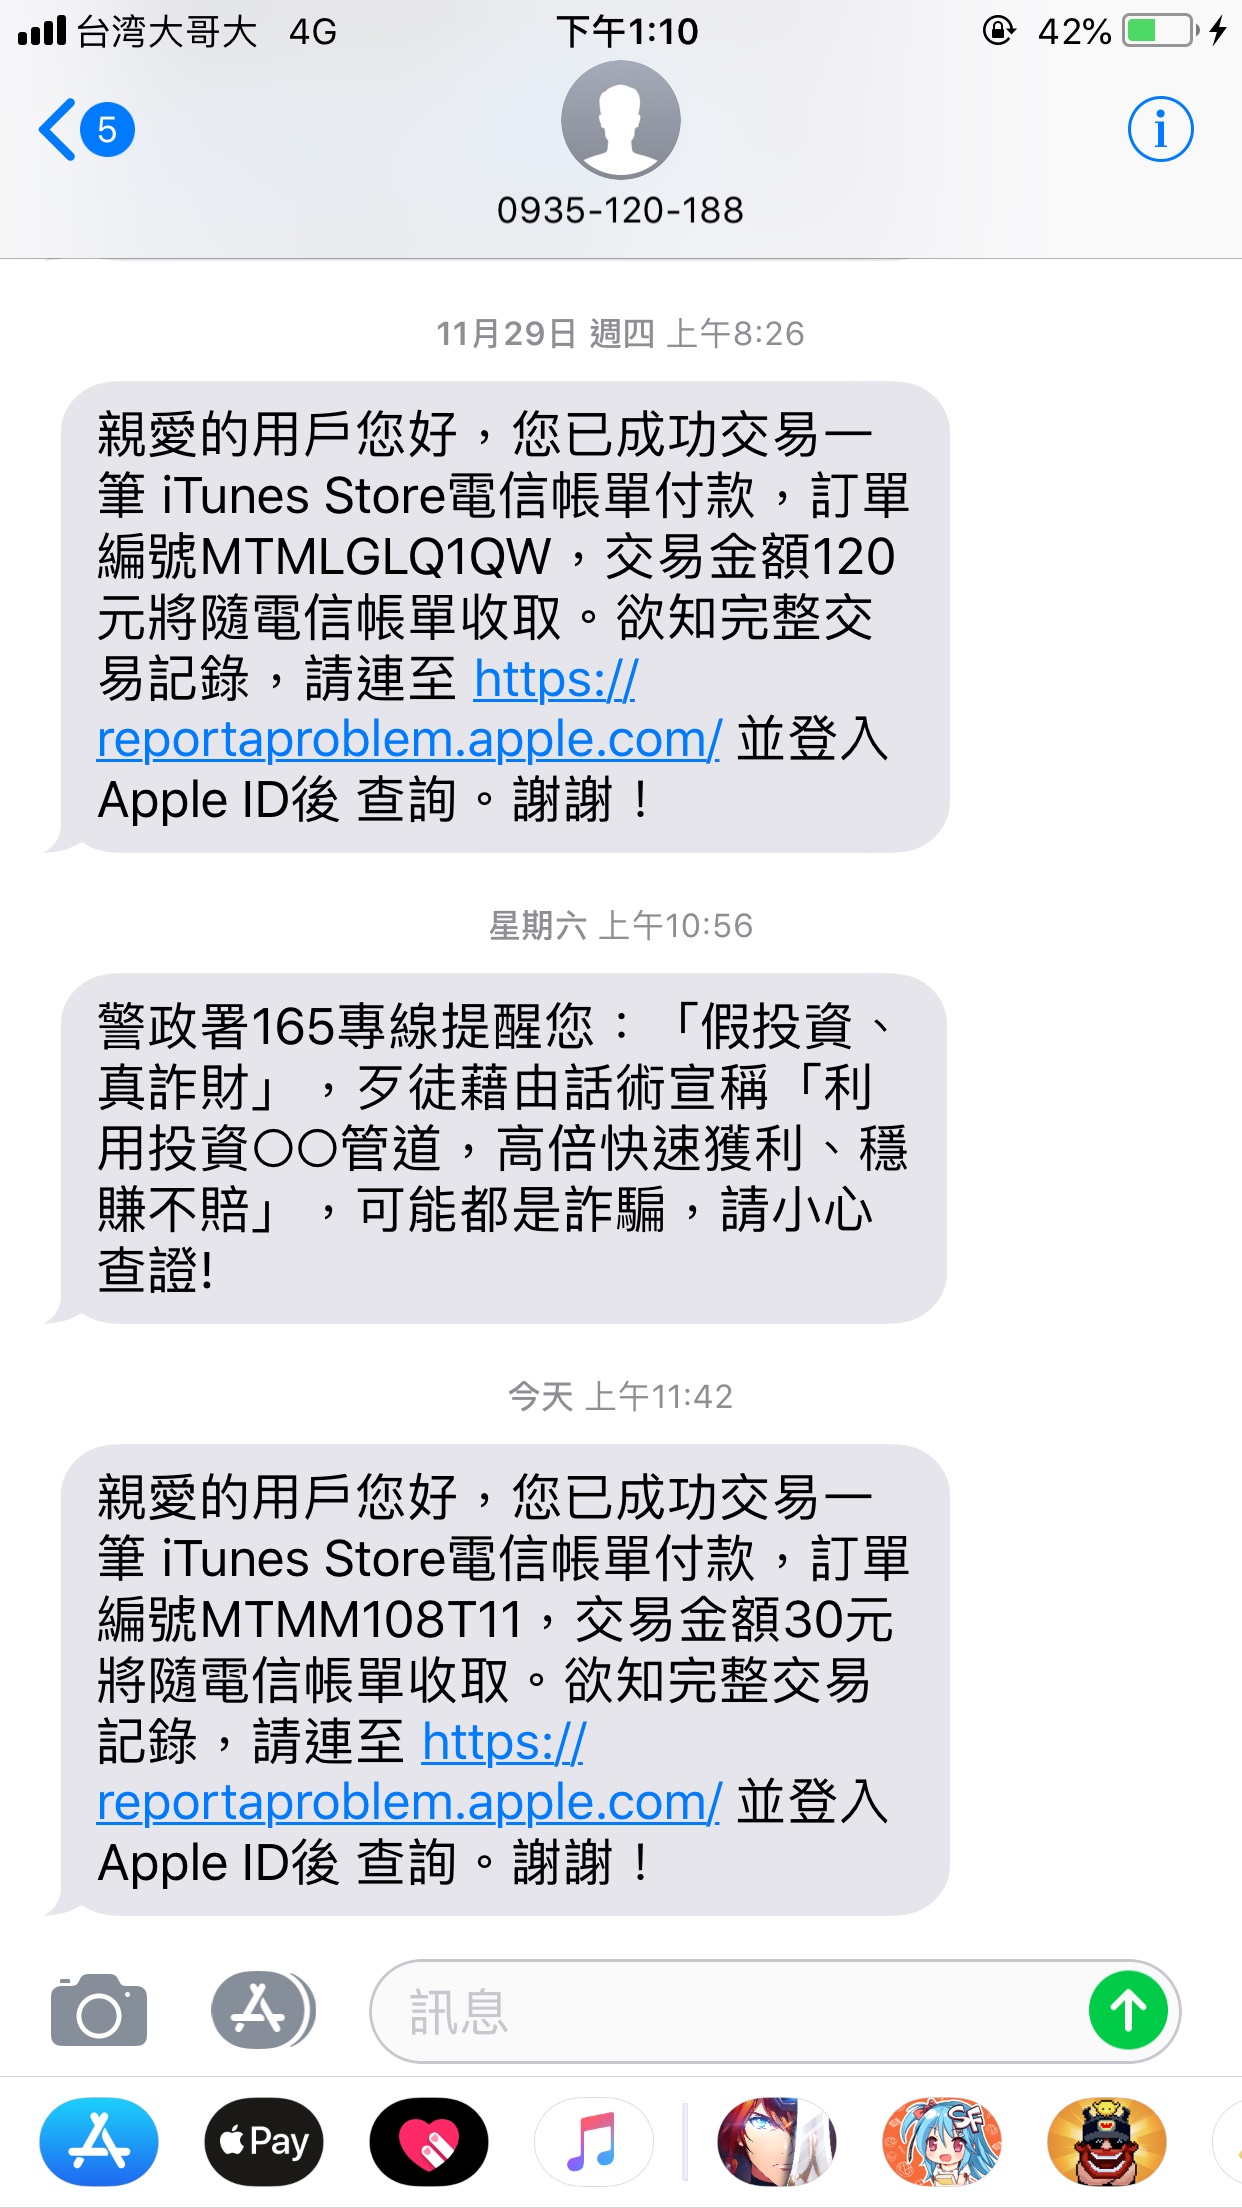 台湾大哥大 4G 下午1:10 42%
5
0935-120-188
11月29日 週四 上午8:26
親愛的用戶您好，您已成功交易一
筆 iTunes Store電信帳單付款，訂單
編號MTMLGLQ1QW，交易金額120
元將隨電信帳單收取。欲知完整交
易記錄，請連至 https://
reportaproblem.apple.com/ 並登入
Apple ID後 查詢。謝謝！
星期六 上午10:56
警政署165專線提醒您：「假投資、
真詐財」，歹徒藉由話術宣稱「利
用投資○○管道，高倍快速獲利、穩
賺不賠」，可能都是詐騙，請小心
查證!
今天 上午11:42
親愛的用戶您好，您已成功交易一
筆 iTunes Store電信帳單付款，訂單
編號MTMM108T11，交易金額30元
將隨電信帳單收取。欲知完整交易
記錄，請連至 https://
reportaproblem.apple.com/ 並登入
Apple ID後 查詢。謝謝！
訊息
Pay
SF